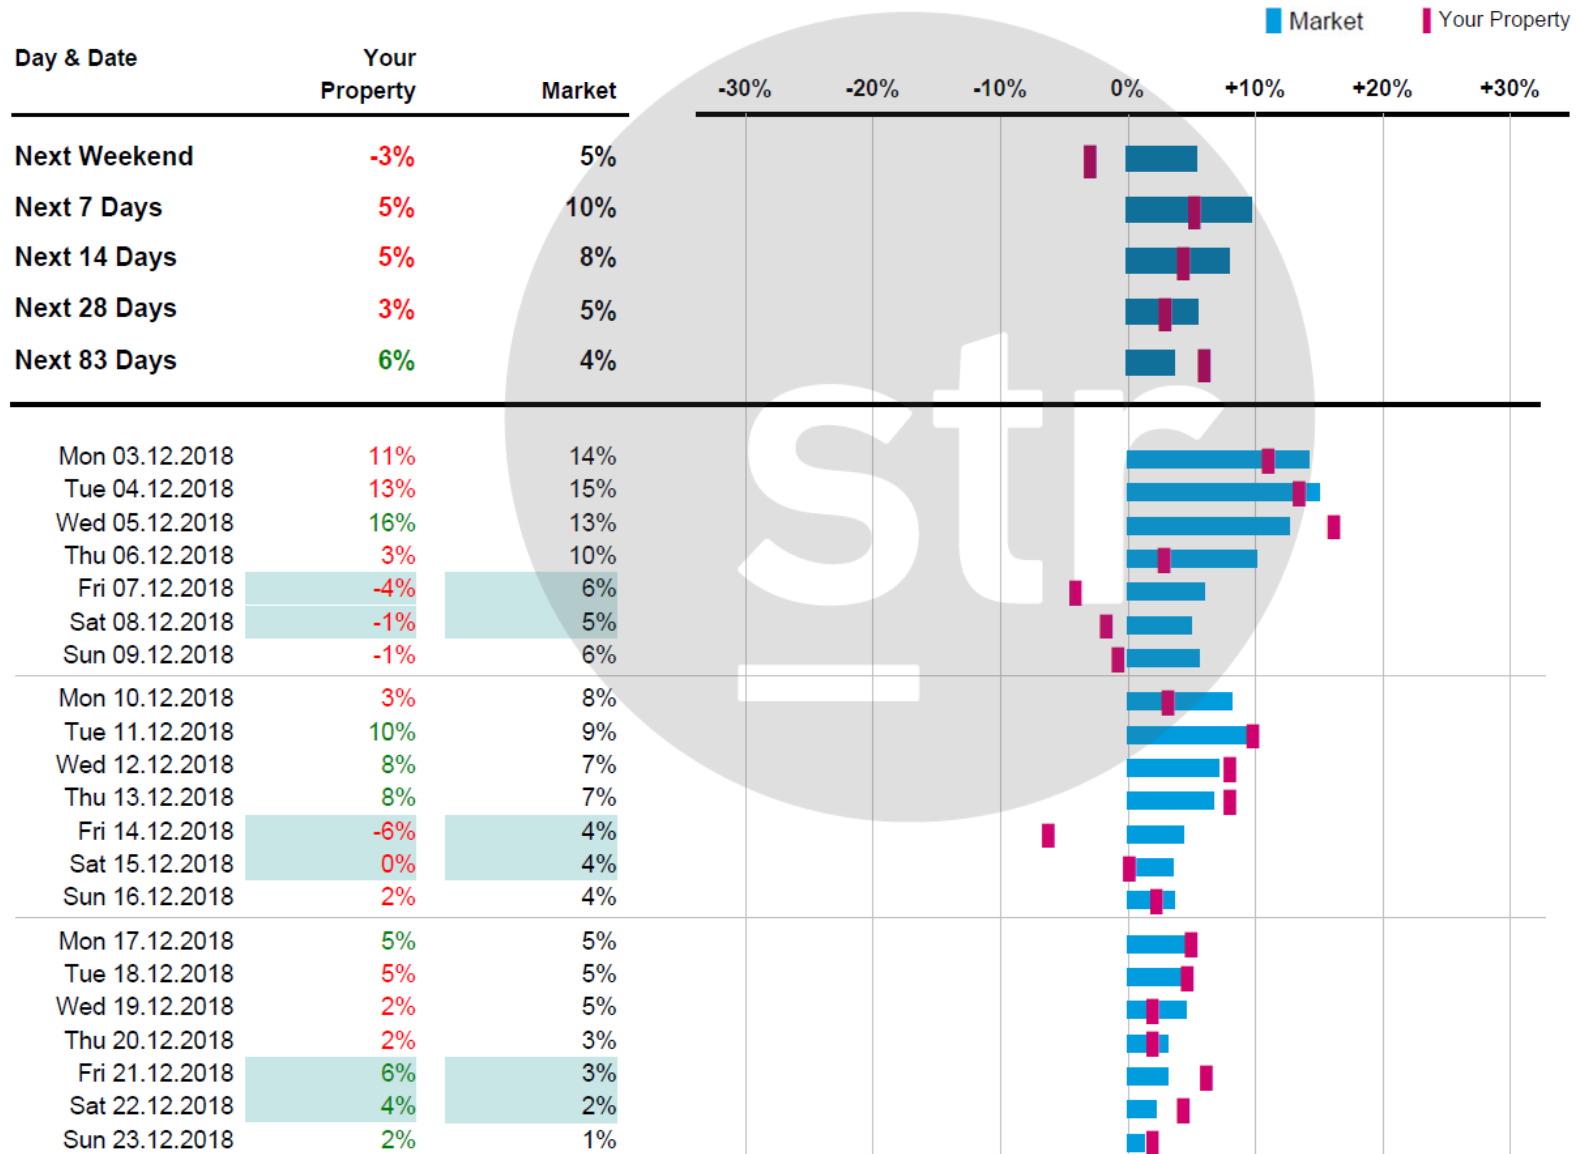 Market Your Property
Day & Date Your
Property Market -30% -20% -10% 0% +10% +20% +30%
Next Weekend -3% 5%
Next 7 Days 5% 10%
Next 14 Days 5% 8%
Next 28 Days 3% 5%
Next 83 Days 6% 4%
str
Mon 03.12.2018 11% 14%
Tue 04.12.2018 13% 15%
Wed 05.12.2018 16% 13%
Thu 06.12.2018 3% 10%
Fri 07.12.2018 -4% 6%
Sat 08.12.2018 -1% 5%
Sun 09.12.2018 -1% 6%
Mon 10.12.2018 3% 8%
Tue 11.12.2018 10% 9%
Wed 12.12.2018 8% 7%
Thu 13.12.2018 8% 7%
Fri 14.12.2018 -6% 4%
Sat 15.12.2018 0% 4%
Sun 16.12.2018 2% 4%
Mon 17.12.2018 5% 5%
Tue 18.12.2018 5% 5%
Wed 19.12.2018 2% 5%
Thu 20.12.2018 2% 3%
Fri 21.12.2018 6% 3%
Sat 22.12.2018 4% 2%
Sun 23.12.2018 2% 1%